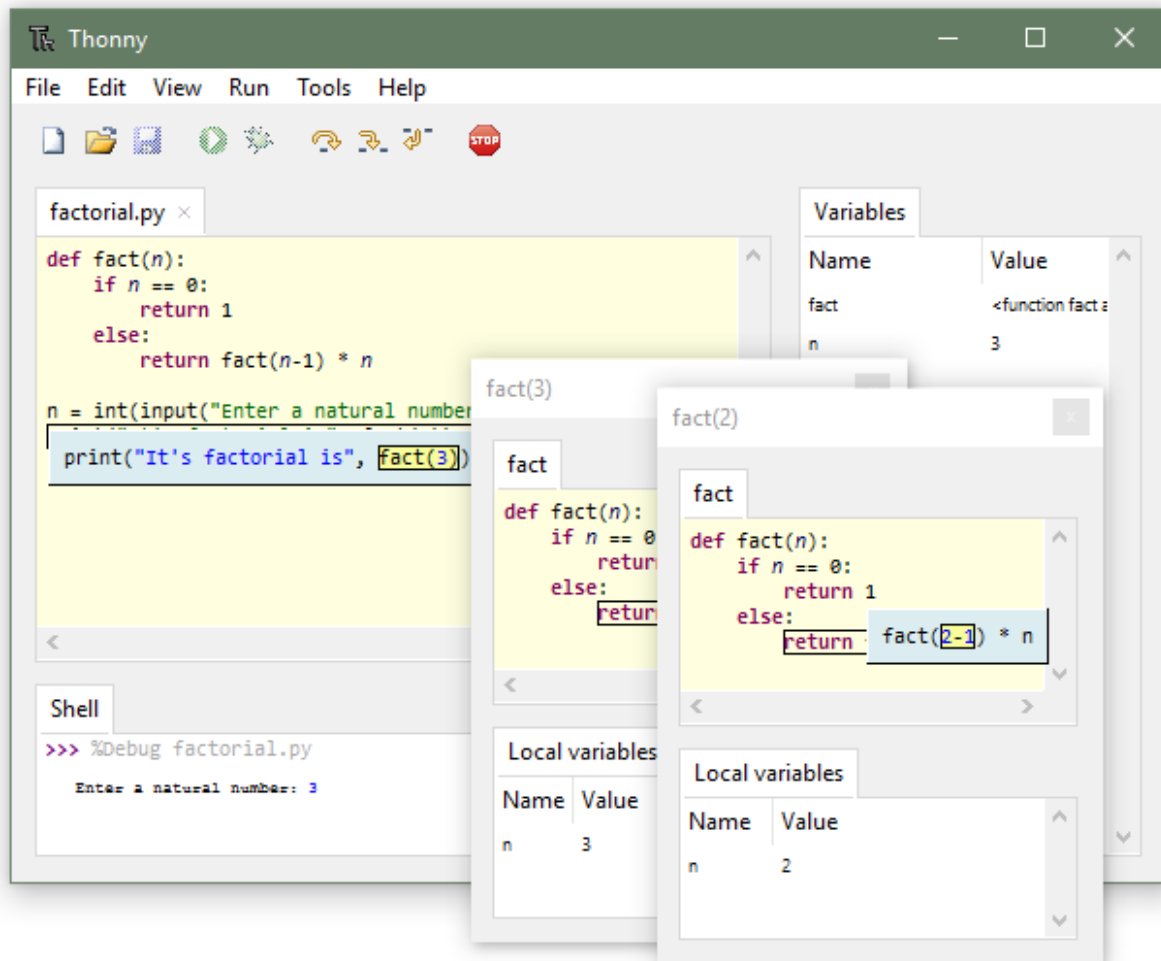 Thonny
File Edit View Run Tools Help
STOP
factorial.py
def fact(n):
if n == 0:
return 1
else:
return fact(n-1) * n
n = int(input("Enter a natural number
print("It's factorial is", fact(3))
Shell
>>> %Debug factorial.py
Enter a natural number: 3
Variables
Name Value
fact <function fact a
n 3
fact(3)
fact
def fact(n):
if n == 0
retur
else:
retur
Local variables
Name Value
n 3
fact(2)
x
fact
def fact(n):
if n == 0:
return 1
else:
return fact(2-1) * n
Local variables
Name Value
n 2